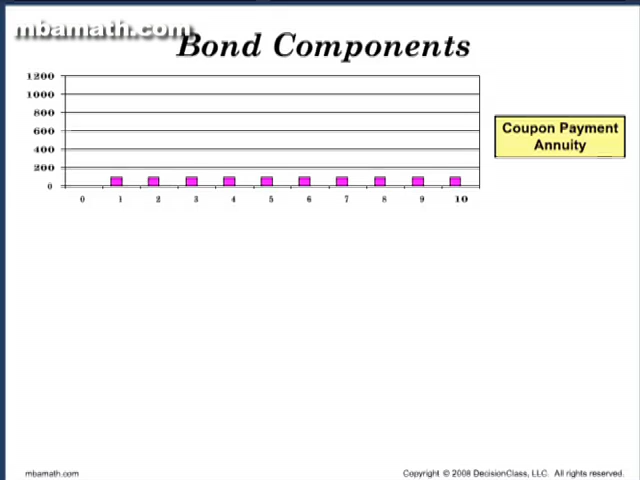 mbamath.com
Bond Components
1200
1000
800
600
400
200
0
0 1 2 3 4 5 6 7 8 9 10
Coupon Payment
Annuity
mbamath.com
Copyright © 2008 DecisionClass, LLC. All rights reserved.